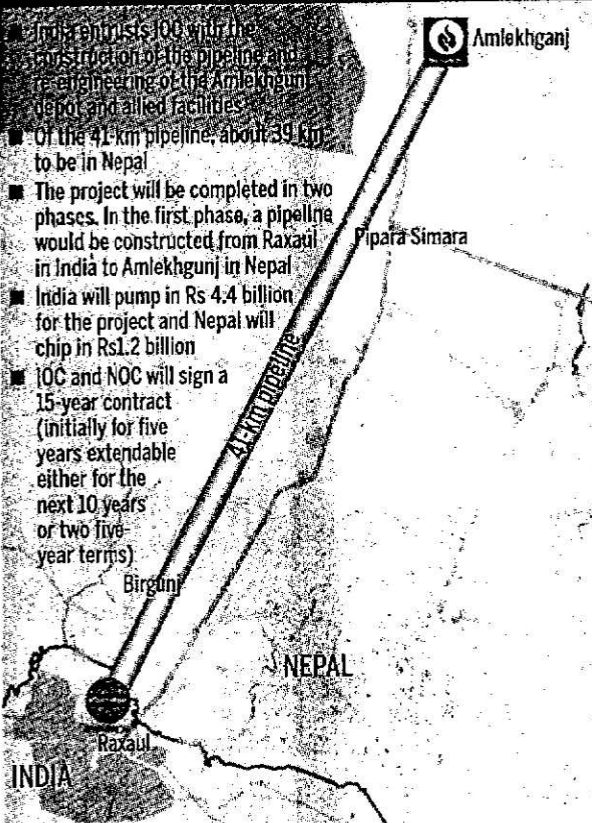 India entrusts IOC with the
construction of the pipeline and
re-engineering of the Amlekhgunj
depot and allied facilities
Of the 41-km pipeline, about 39 km
to be in Nepal
The project will be completed in two
phases. In the first phase, a pipeline
would be constructed from Raxaul
in India to Amlekhgunj in Nepal
India will pump in Rs 4.4 billion
for the project and Nepal will
chip in Rs1.2 billion
IOC and NOC will sign a
15-year contract
(initially for five
years extendable
either for the
next 10 years
or two five-
year terms)
Amlekhganj
Pipara Simara
41-km pipeline
Birgunj
NEPAL
Raxaul
INDIA